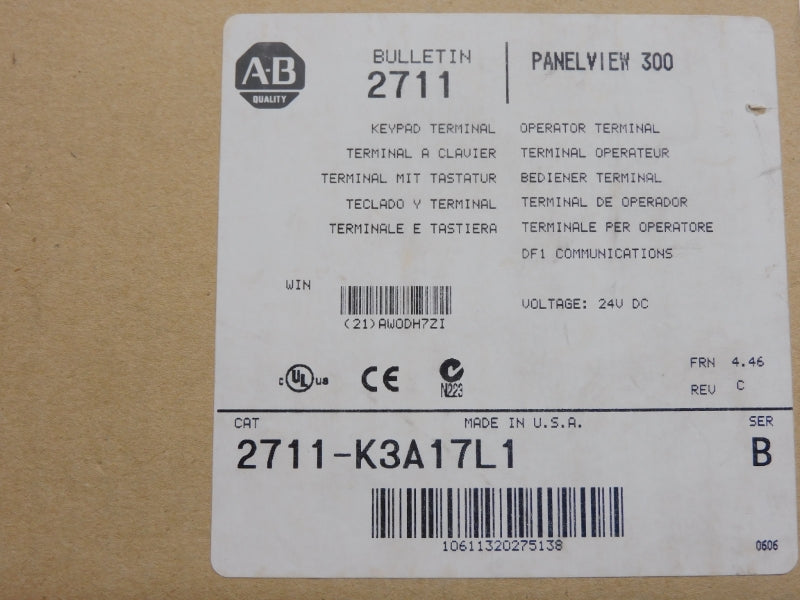 A-B
QUALITY
BULLETIN
2711
PANELVIEW 300
KEYPAD TERMINAL
TERMINAL A CLAVIER
TERMINAL MIT TASTATUR
TECLADO Y TERMINAL
TERMINALE E TASTIERA
OPERATOR TERMINAL
TERMINAL OPERATEUR
BEDIENER TERMINAL
TERMINAL DE OPERADOR
TERMINALE PER OPERATORE
DF1 COMMUNICATIONS
WIN
(21)AWODH7ZI
VOLTAGE: 24V DC
C UL US
CE
N223
FRN 4.46
REV C
CAT MADE IN U.S.A. SER
2711-K3A17L1 B
10611320275138
0606